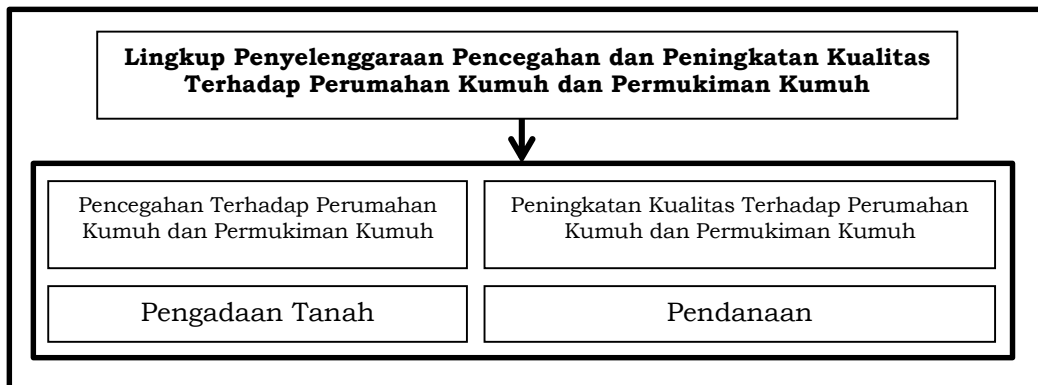 Lingkup Penyelenggaraan Pencegahan dan Peningkatan Kualitas
Terhadap Perumahan Kumuh dan Permukiman Kumuh
Pencegahan Terhadap Perumahan
Kumuh dan Permukiman Kumuh
Peningkatan Kualitas Terhadap Perumahan
Kumuh dan Permukiman Kumuh
Pengadaan Tanah
Pendanaan